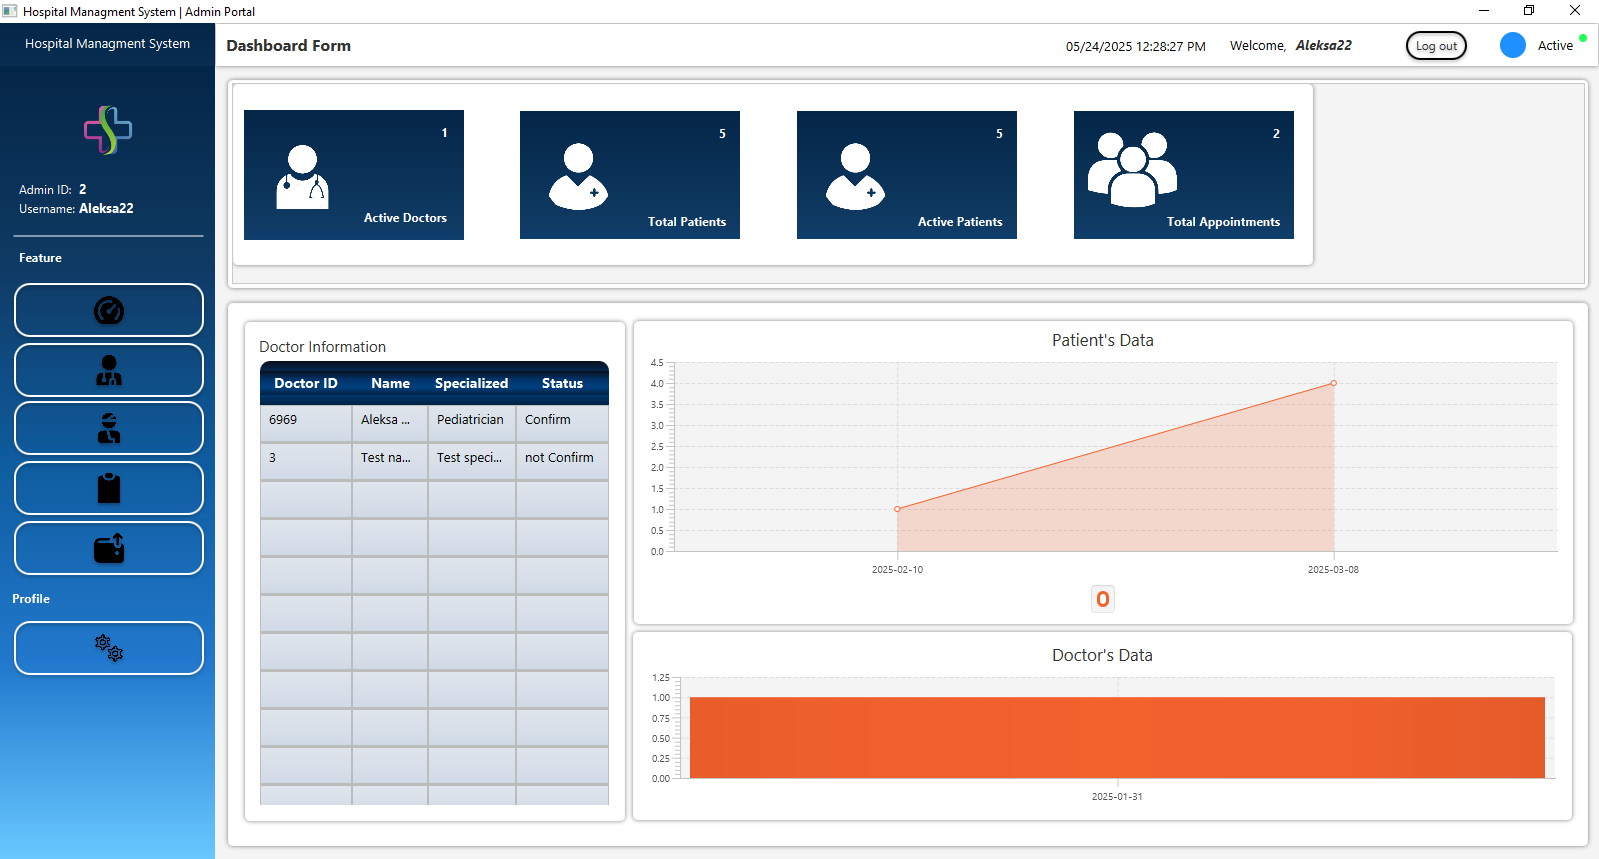 Hospital Managment System | Admin Portal
Hospital Managment System
Dashboard Form
05/24/2025 12:28:27 PM
Welcome, Aleksa22
Log out
Active
Admin ID: 2
Username: Aleksa22
Feature
Profile
1
Active Doctors
5
Total Patients
5
Active Patients
2
Total Appointments
Doctor Information
Doctor ID Name Specialized Status
6969 Aleksa ... Pediatrician Confirm
3 Test na... Test speci... not Confirm
Patient's Data
4.5
4.0
3.5
3.0
2.5
2.0
1.5
1.0
0.5
0.0
2025-02-10 2025-03-08
0
Doctor's Data
1.25
1.00
0.75
0.50
0.25
0.00
2025-01-31